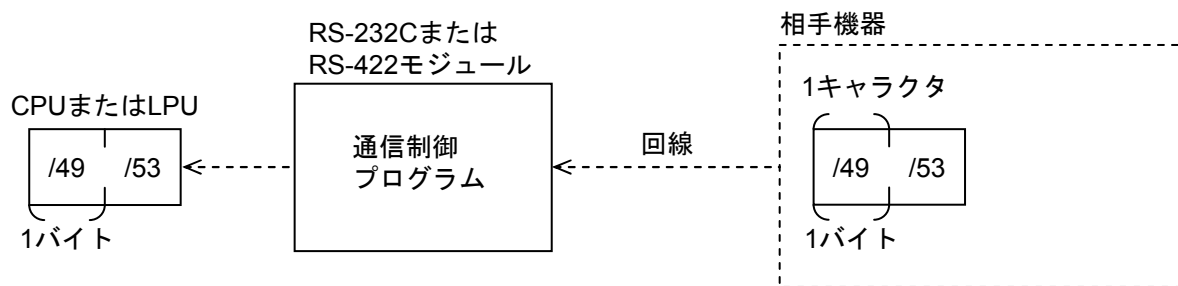 相手機器
RS-232Cまたは
RS-422モジュール
1キャラクタ
CPUまたはLPU
通信制御
プログラム
回線
/49 /53
/49 /53
1バイト
1バイト